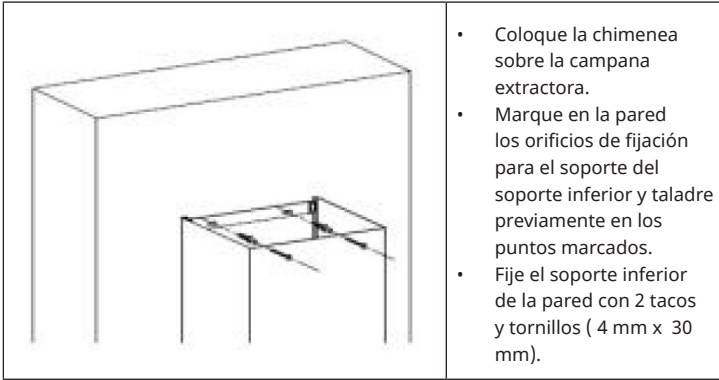 • Coloque la chimenea
sobre la campana
extractora.
• Marque en la pared
los orificios de fijación
para el soporte del
soporte inferior y taladre
previamente en los
puntos marcados.
• Fije el soporte inferior
de la pared con 2 tacos
y tornillos ( 4 mm x 30
mm).